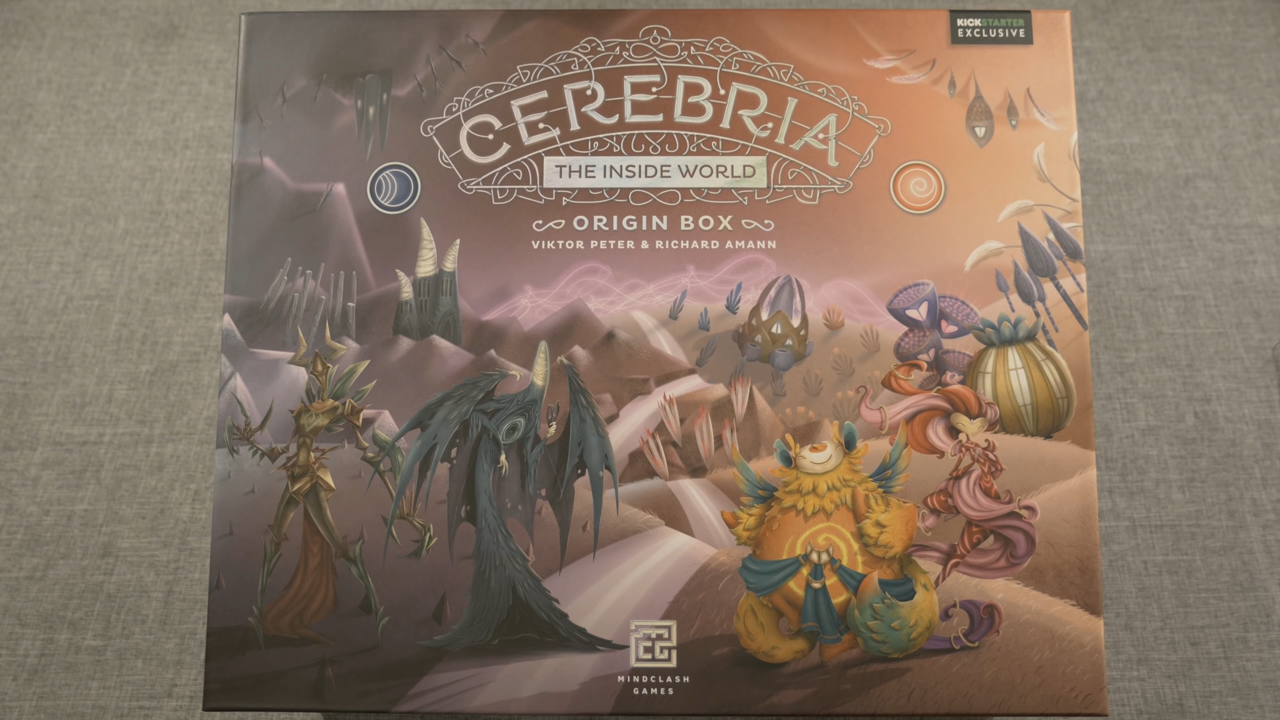 KICKSTARTER
EXCLUSIVE
CEREBRIA
THE INSIDE WORLD
ORIGIN BOX
VIKTOR PETER & RICHARD AMANN
MINDCLASH
GAMES